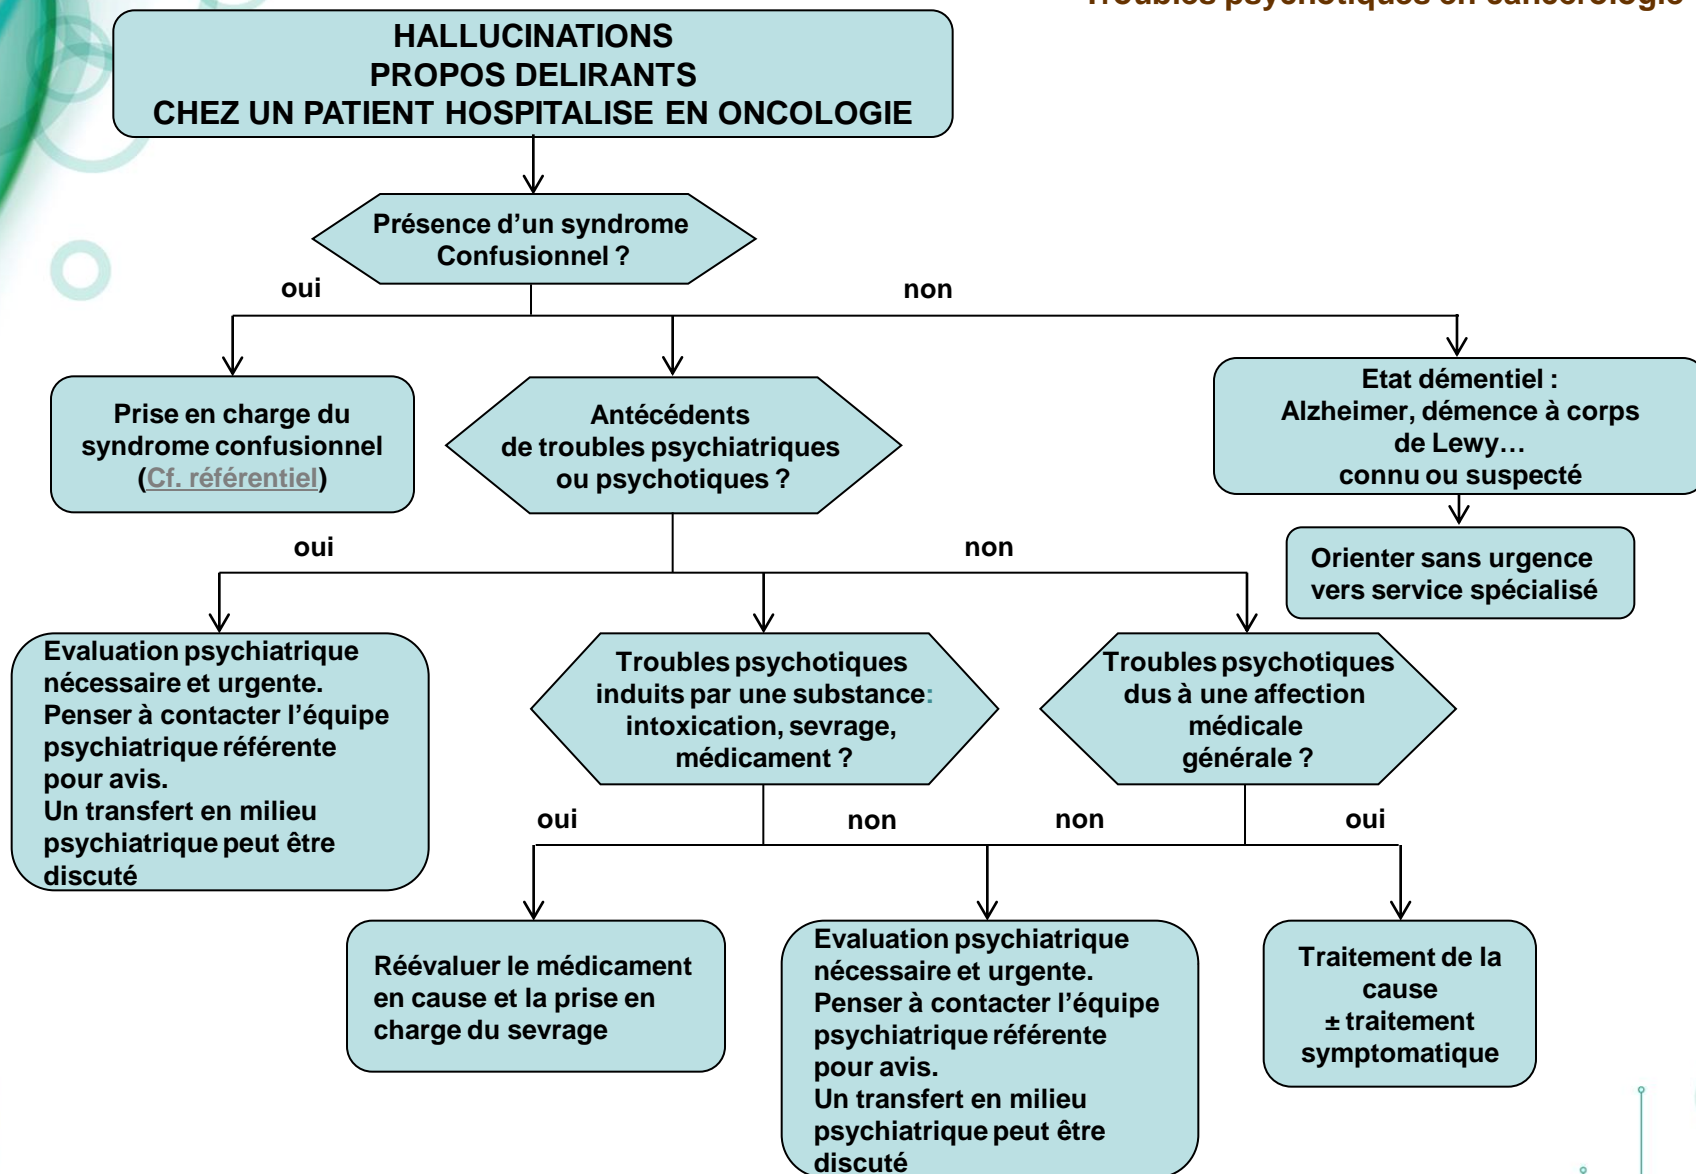 Troubles psychotiques en cancérologie
HALLUCINATIONS
PROPOS DELIRANTS
CHEZ UN PATIENT HOSPITALISE EN ONCOLOGIE
Présence d’un syndrome
Confusionnel ?
oui
non
Prise en charge du
syndrome confusionnel
(Cf. référentiel)
Antécédents
de troubles psychiatriques
ou psychotiques ?
Etat démentiel :
Alzheimer, démence à corps
de Lewy…
connu ou suspecté
Orienter sans urgence
vers service spécialisé
oui
non
Evaluation psychiatrique
nécessaire et urgente.
Penser à contacter l’équipe
psychiatrique référente
pour avis.
Un transfert en milieu
psychiatrique peut être
discuté
Troubles psychotiques
induits par une substance:
intoxication, sevrage,
médicament ?
Troubles psychotiques
dus à une affection
médicale
générale ?
oui
non
non
oui
Réévaluer le médicament
en cause et la prise en
charge du sevrage
Evaluation psychiatrique
nécessaire et urgente.
Penser à contacter l’équipe
psychiatrique référente
pour avis.
Un transfert en milieu
psychiatrique peut être
discuté
Traitement de la
cause
± traitement
symptomatique